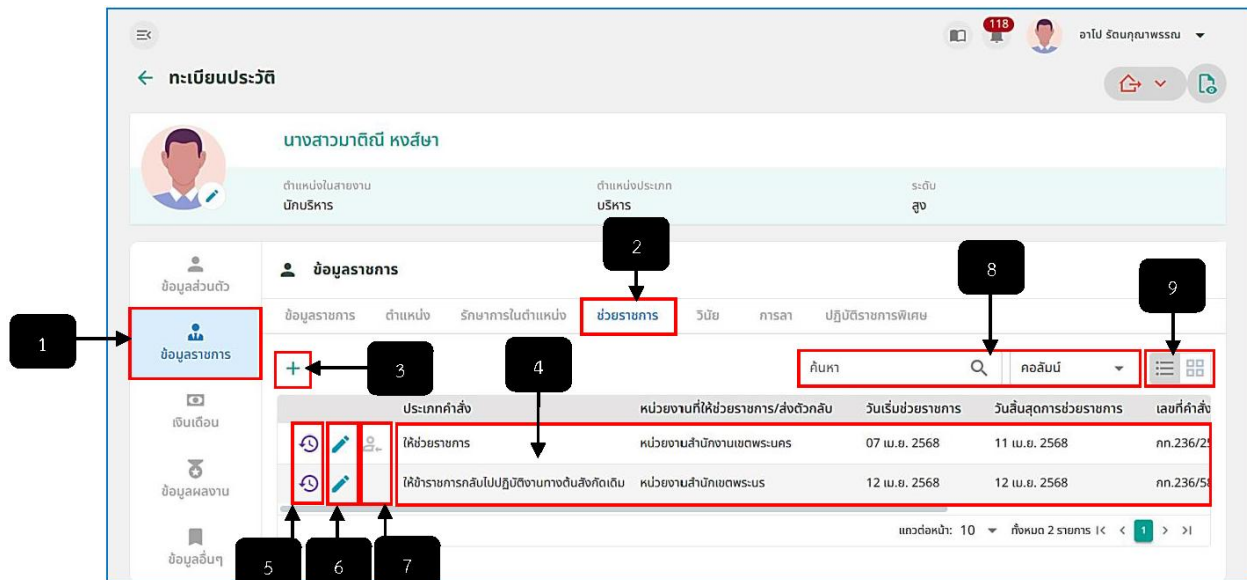 118
อาไป รัตนกุณาพรรณ
ทะเบียนประวัติ
นางสาวมาติณี หงส์ษา
ตำแหน่งในสายงาน ตำแหน่งประเภท ระดับ
นักบริหาร บริหาร สูง
2
8
9
1
3
4
ข้อมูลส่วนตัว
ข้อมูลราชการ
เงินเดือน
ข้อมูลผลงาน
ข้อมูลอื่นๆ
ข้อมูลราชการ
ข้อมูลราชการ ตำแหน่ง รักษาการในตำแหน่ง ช่วยราชการ วินัย การลา ปฏิบัติราชการพิเศษ
+ ค้นหา คอลัมน์
ประเภทคำสั่ง หน่วยงานที่ให้ช่วยราชการ/ส่งตัวกลับ วันเริ่มช่วยราชการ วันสิ้นสุดการช่วยราชการ เลขที่คำสั่ง
ให้ช่วยราชการ หน่วยงานสำนักงานเขตพระนคร 07 เม.ย. 2568 11 เม.ย. 2568 กท.236/25
ให้ข้าราชการกลับไปปฏิบัติงานทางต้นสังกัดเดิม หน่วยงานสำนักเขตพระนร 12 เม.ย. 2568 12 เม.ย. 2568 กท.236/58
แถวต่อหน้า: 10 ทั้งหมด 2 รายการ 1
5 6 7